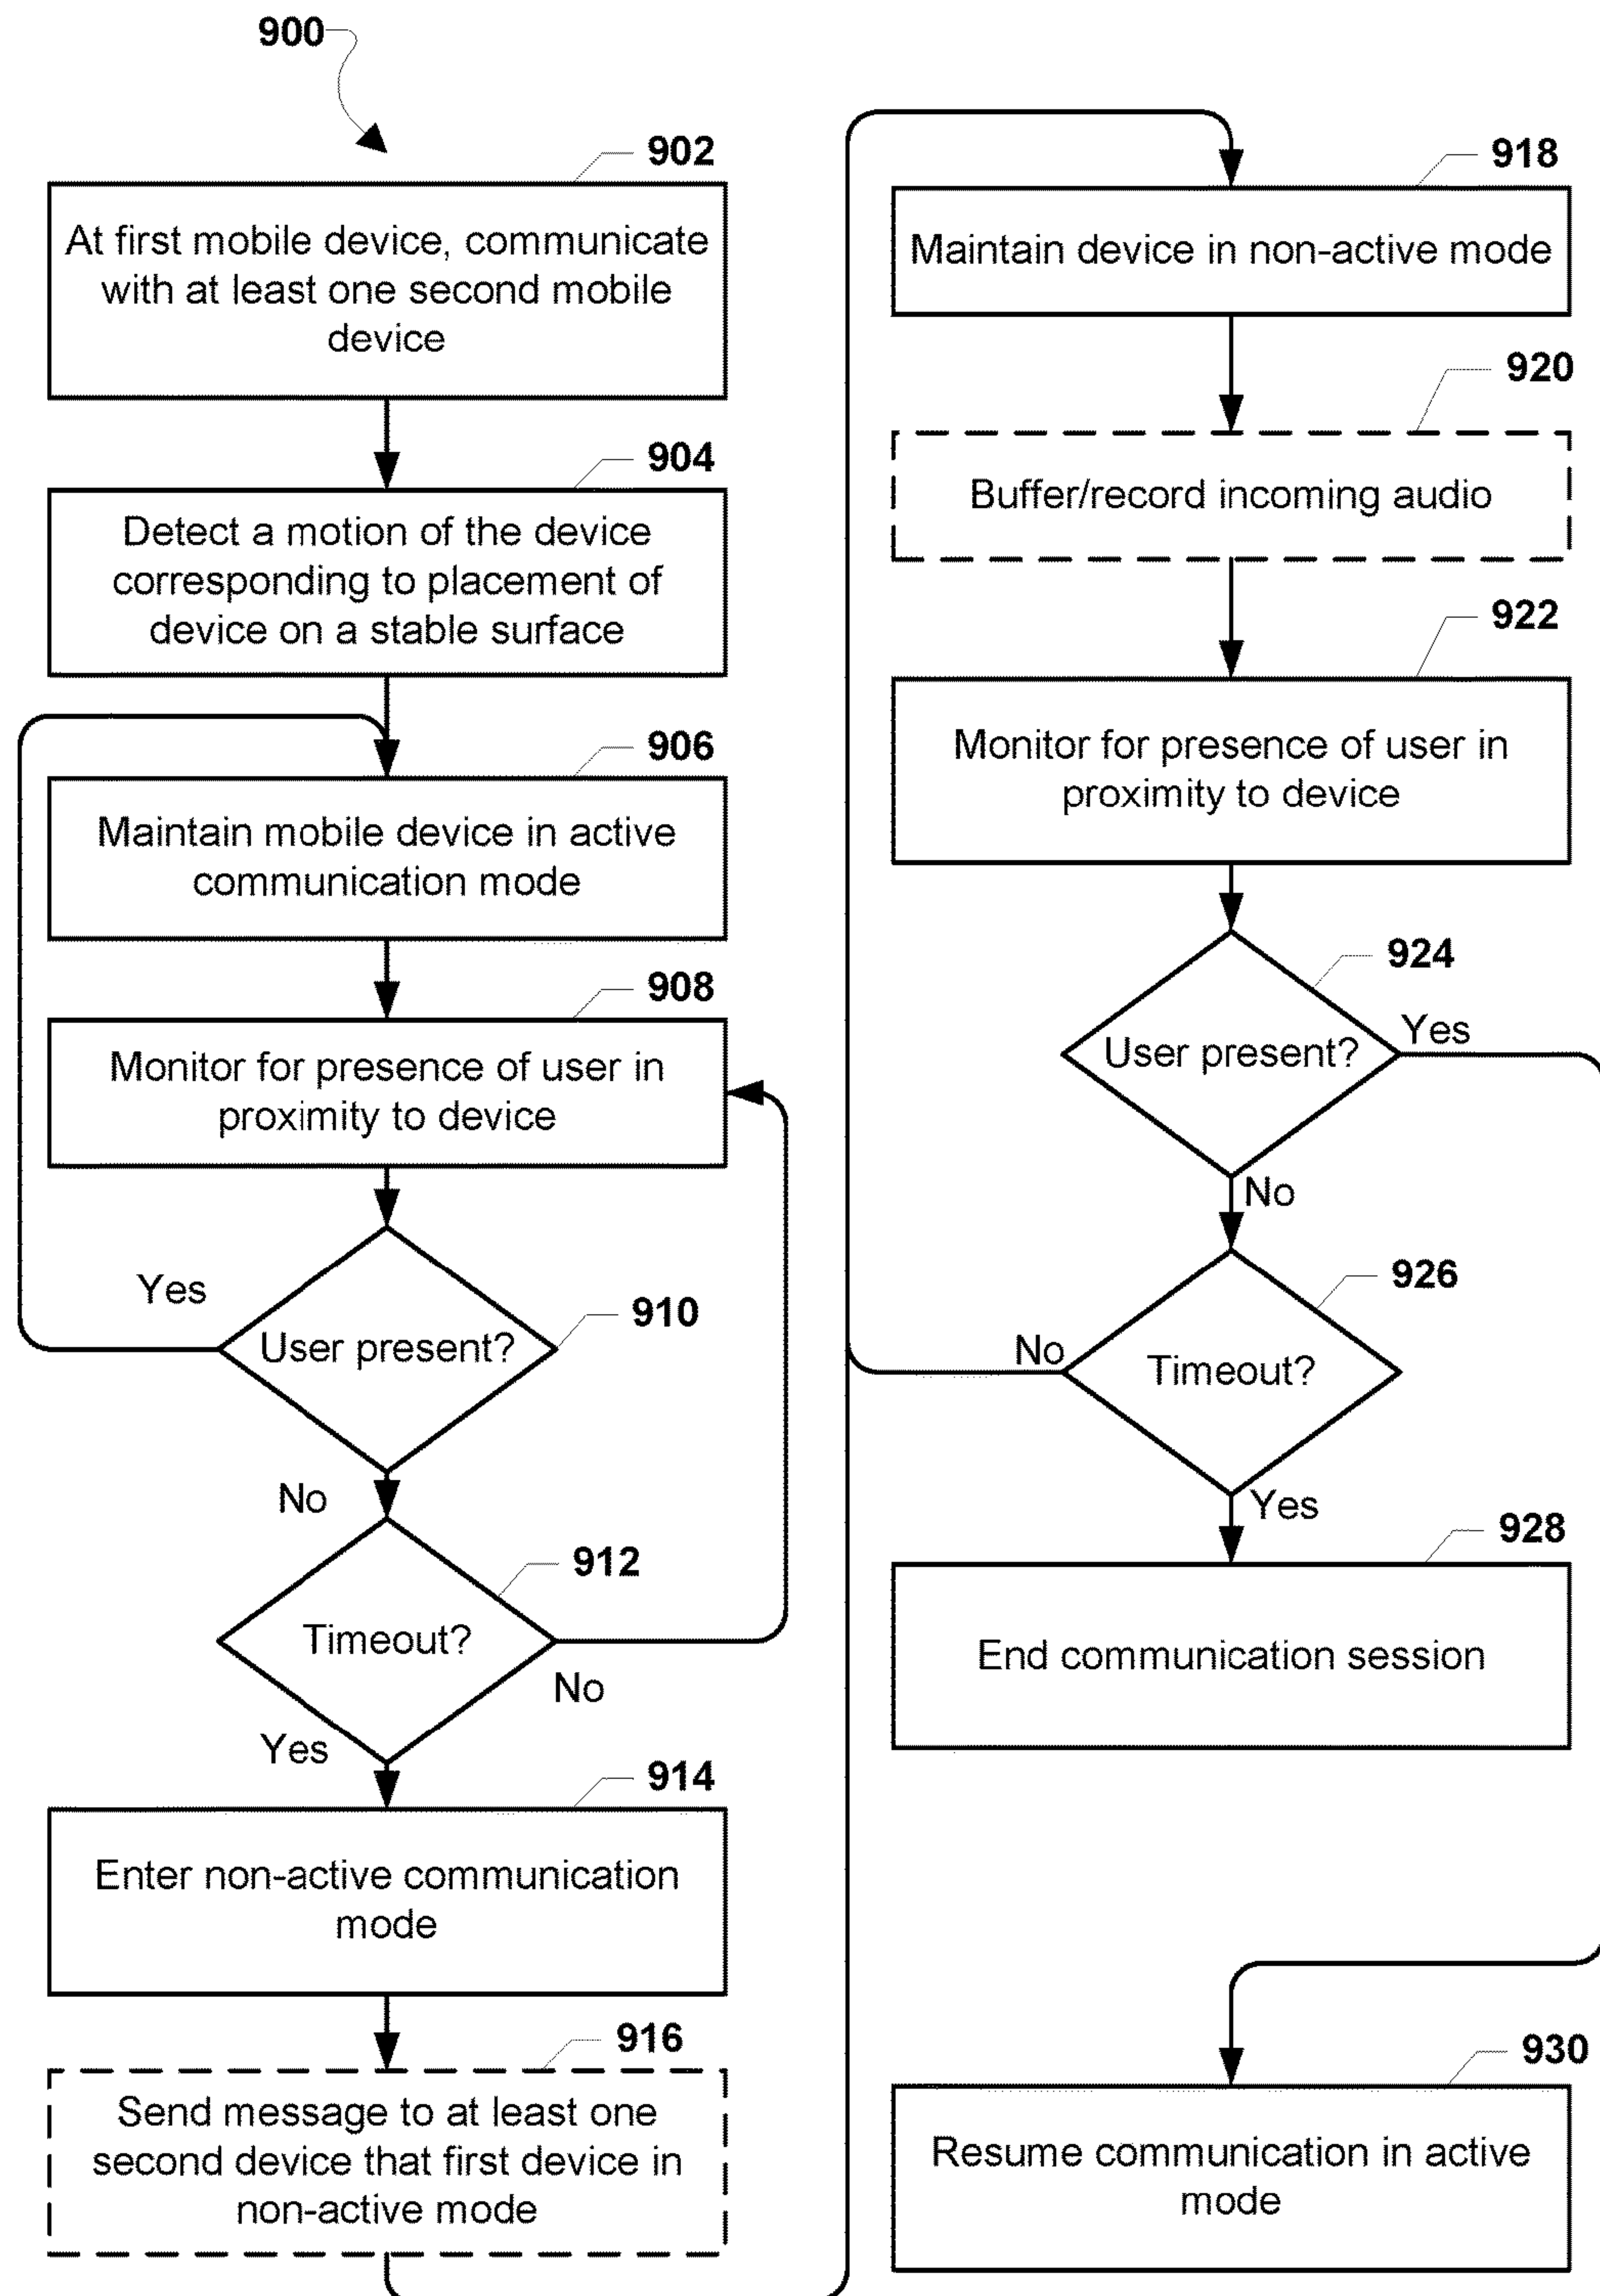 900
902
At first mobile device, communicate
with at least one second mobile
device
904
Detect a motion of the device
corresponding to placement of
device on a stable surface
906
Maintain mobile device in active
communication mode
908
Monitor for presence of user in
proximity to device
910
User present?
Yes
No
912
Timeout?
No
Yes
914
Enter non-active communication
mode
916
Send message to at least one
second device that first device in
non-active mode
918
Maintain device in non-active mode
920
Buffer/record incoming audio
922
Monitor for presence of user in
proximity to device
924
User present?
Yes
No
926
Timeout?
No
Yes
928
End communication session
930
Resume communication in active
mode